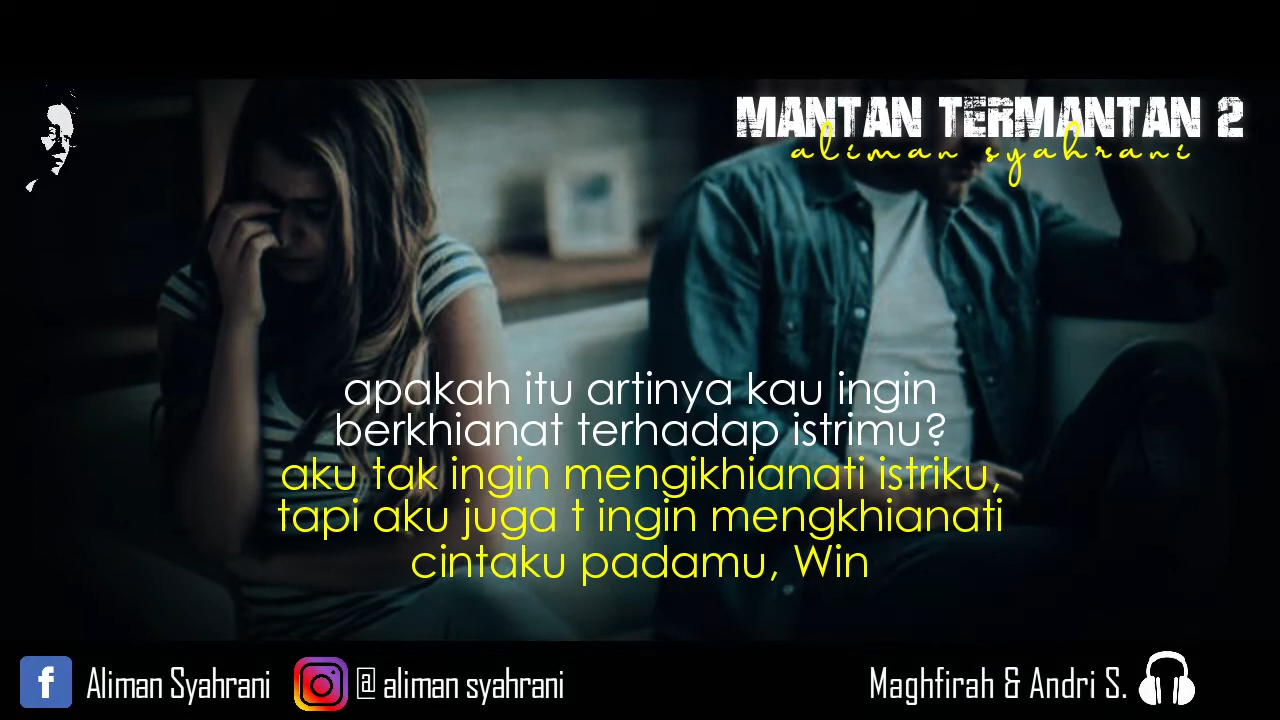 MANTAN TERMANTAN 2
aliman syahrani
apakah itu artinya kau ingin
berkhianat terhadap istrimu?
aku tak ingin mengikhianati istriku,
tapi aku juga t ingin mengkhianati
cintaku padamu, Win
f Aliman Syahrani @ aliman syahrani Maghfirah & Andri S.